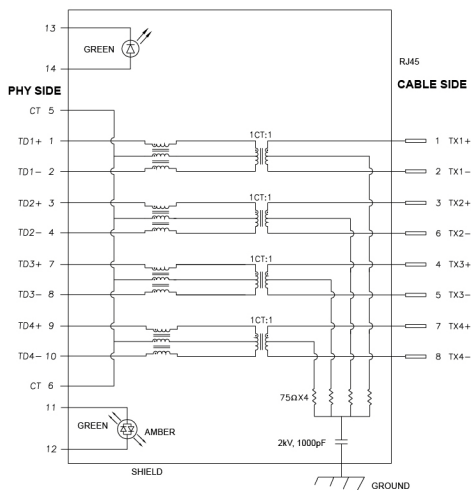 13
GREEN
14
RJ45
PHY SIDE
CABLE SIDE
CT 5
TD1+ 1
1CT:1
1 TX1+
TD1- 2
2 TX1-
TD2+ 3
1CT:1
3 TX2+
TD2- 4
6 TX2-
TD3+ 7
1CT:1
4 TX3+
TD3- 8
5 TX3-
TD4+ 9
1CT:1
7 TX4+
TD4- 10
8 TX4-
CT 6
75ΩX4
11
GREEN
AMBER
2kV, 1000pF
12
SHIELD
GROUND